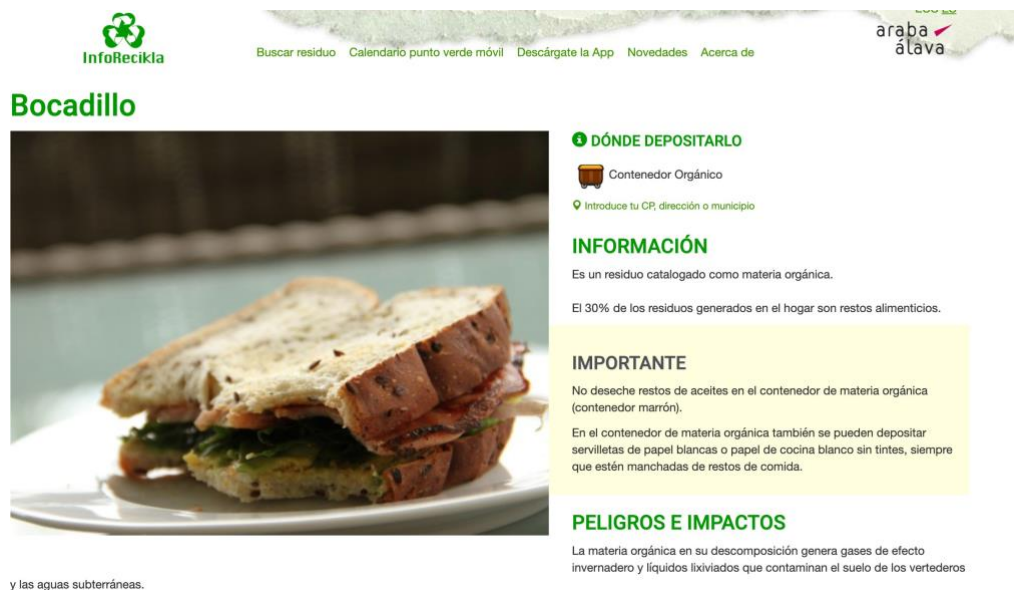 InfoRecikla
Buscar residuo Calendario punto verde móvil Descárgate la App Novedades Acerca de
araba
álava
Bocadillo
DÓNDE DEPOSITARLO
Contenedor Orgánico
Introduce tu CP, dirección o municipio
INFORMACIÓN
Es un residuo catalogado como materia orgánica.
El 30% de los residuos generados en el hogar son restos alimenticios.
IMPORTANTE
No deseche restos de aceites en el contenedor de materia orgánica
(contenedor marrón).
En el contenedor de materia orgánica también se pueden depositar
servilletas de papel blancas o papel de cocina blanco sin tintes, siempre
que estén manchadas de restos de comida.
PELIGROS E IMPACTOS
La materia orgánica en su descomposición genera gases de efecto
invernadero y líquidos lixiviados que contaminan el suelo de los vertederos
y las aguas subterráneas.